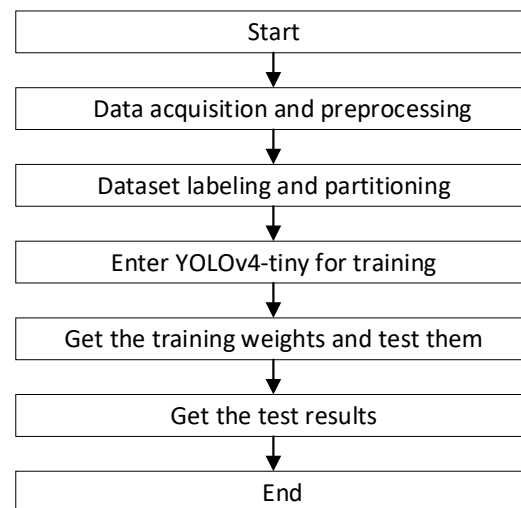 Start
Data acquisition and preprocessing
Dataset labeling and partitioning
Enter YOLOv4-tiny for training
Get the training weights and test them
Get the test results
End